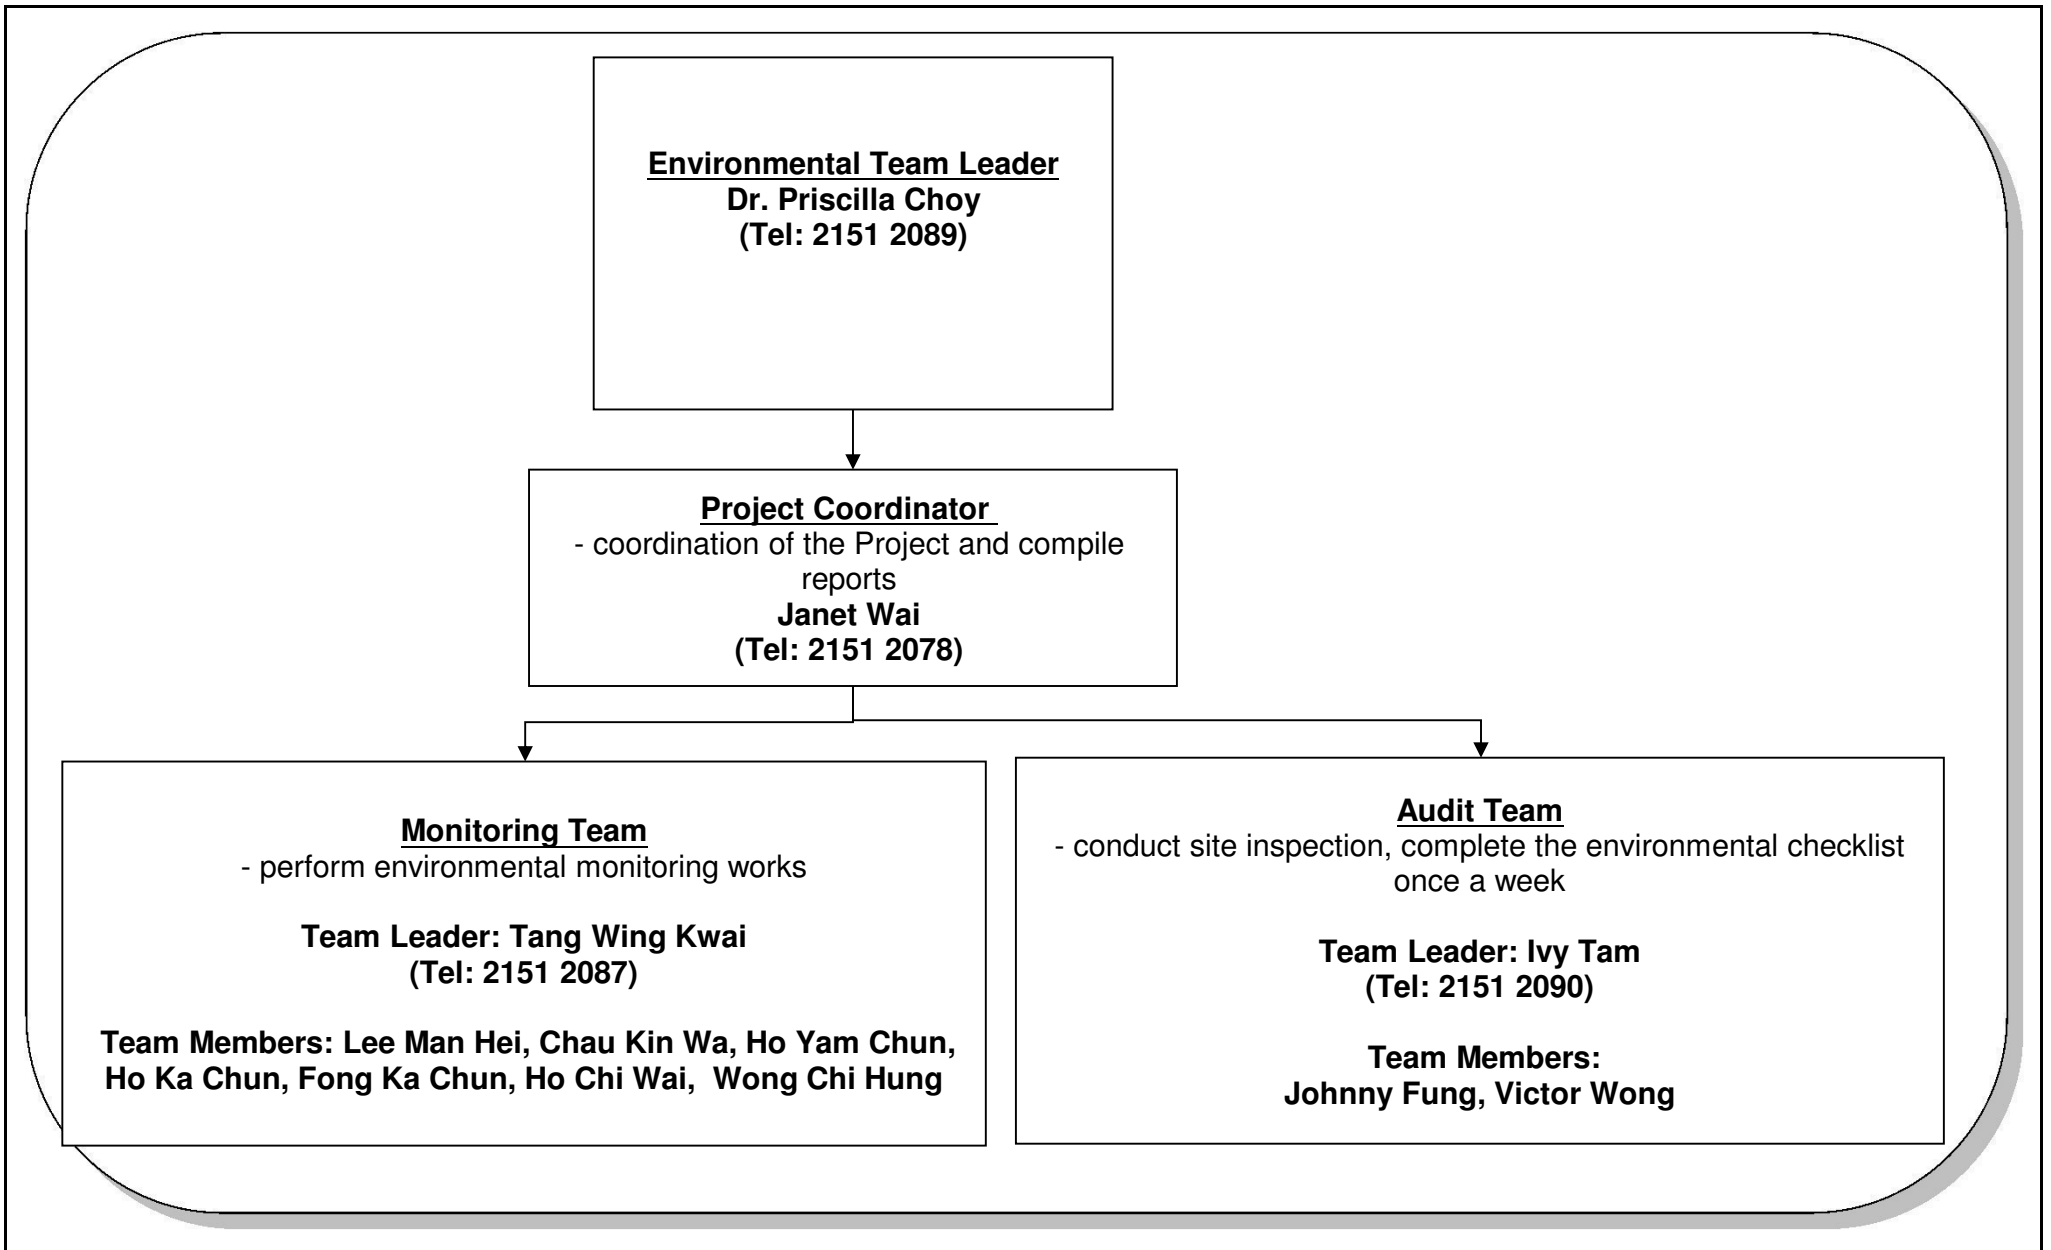 Environmental Team Leader
Dr. Priscilla Choy
(Tel: 2151 2089)
Project Coordinator
- coordination of the Project and compile
reports
Janet Wai
(Tel: 2151 2078)
Monitoring Team
- perform environmental monitoring works
Team Leader: Tang Wing Kwai
(Tel: 2151 2087)
Team Members: Lee Man Hei, Chau Kin Wa, Ho Yam Chun,
Ho Ka Chun, Fong Ka Chun, Ho Chi Wai,  Wong Chi Hung
Audit Team
- conduct site inspection, complete the environmental checklist
once a week
Team Leader: Ivy Tam
(Tel: 2151 2090)
Team Members:
Johnny Fung, Victor Wong